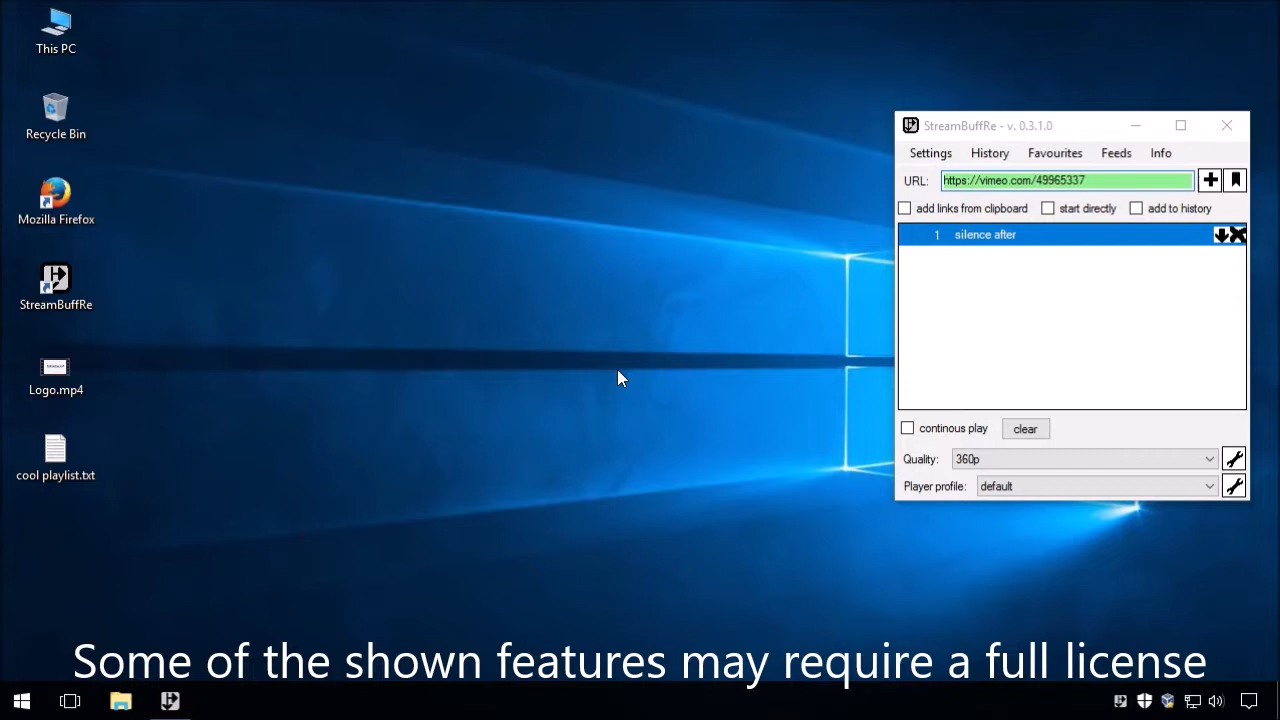 This PC
Recycle Bin
Mozilla Firefox
StreamBuffRe
Logo.mp4
cool playlist.txt
StreamBuffRe - v. 0.3.1.0
Settings History Favourites Feeds Info
URL: https://vimeo.com/49965337
add links from clipboard start directly add to history
1 silence after
continous play clear
Quality: 360p
Player profile: default
Some of the shown features may require a full license